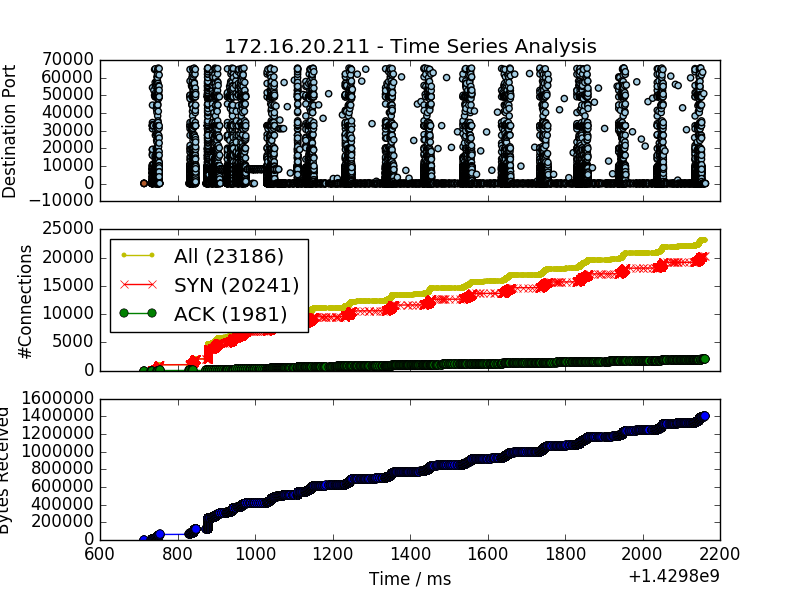 172.16.20.211 - Time Series Analysis
70000
60000
50000
40000
30000
20000
10000
0
−10000
Destination Port
25000
20000
15000
10000
5000
0
#Connections
All (23186)
SYN (20241)
ACK (1981)
1600000
1400000
1200000
1000000
800000
600000
400000
200000
0
Bytes Received
600 800 1000 1200 1400 1600 1800 2000 2200
Time / ms
+1.4298e9